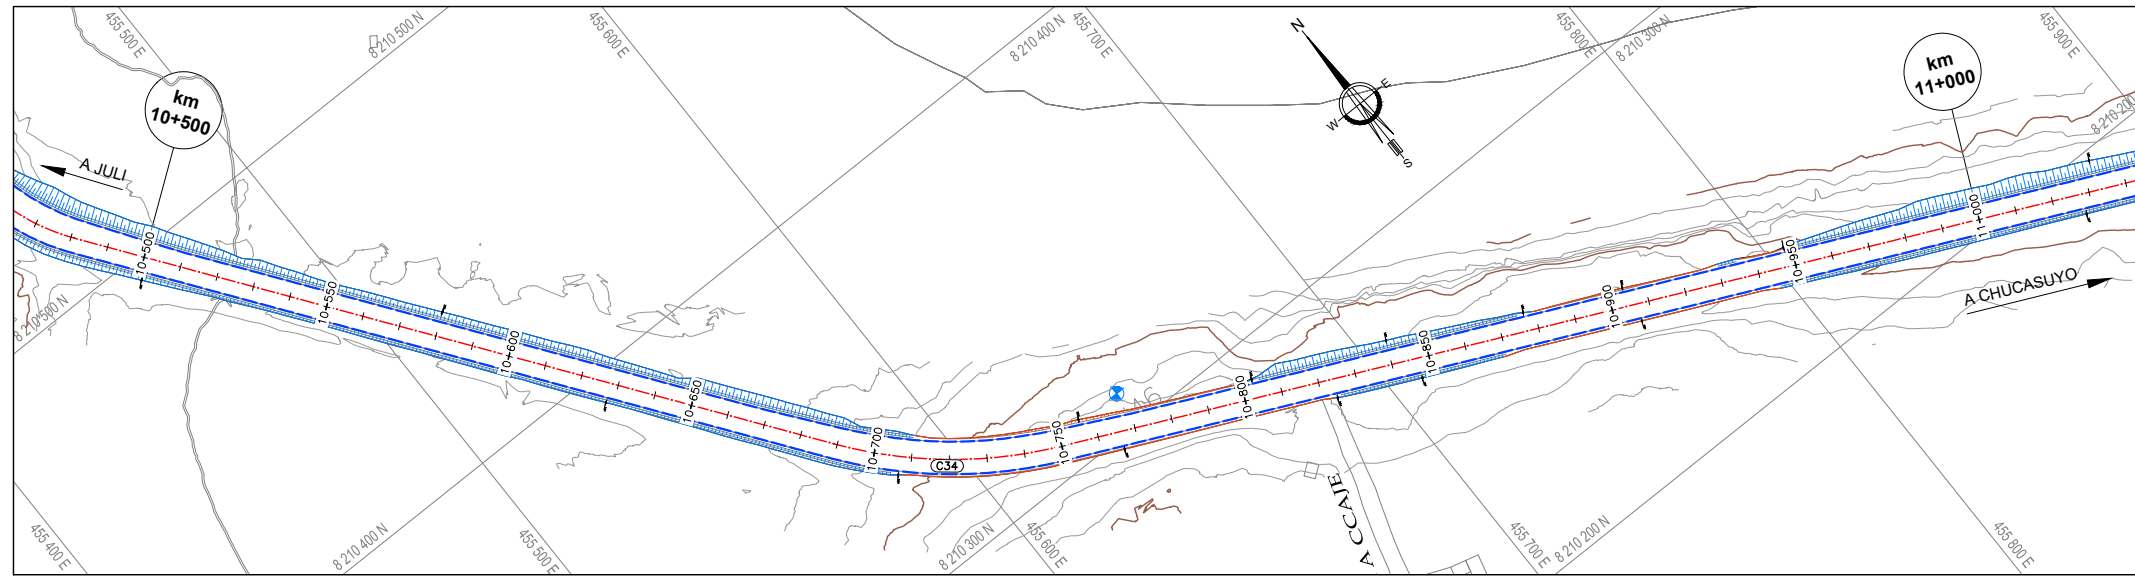 455 500 E
8 210 500 N
455 600 E
8 210 400 N
455 700 E
455 800 E
8 210 300 N
455 900 E
8 210 200
km
10+500
N
E
W
S
km
11+000
A JULI
10+500
10+550
10+600
10+650
10+700
C34
10+750
10+800
10+850
10+900
10+950
11+000
A CHUCASUYO
8 210 500 N
A CCAJE
455 400 E
8 210 400 N
455 500 E
8 210 300 N
455 600 E
455 700 E
8 210 200 N
455 800 E